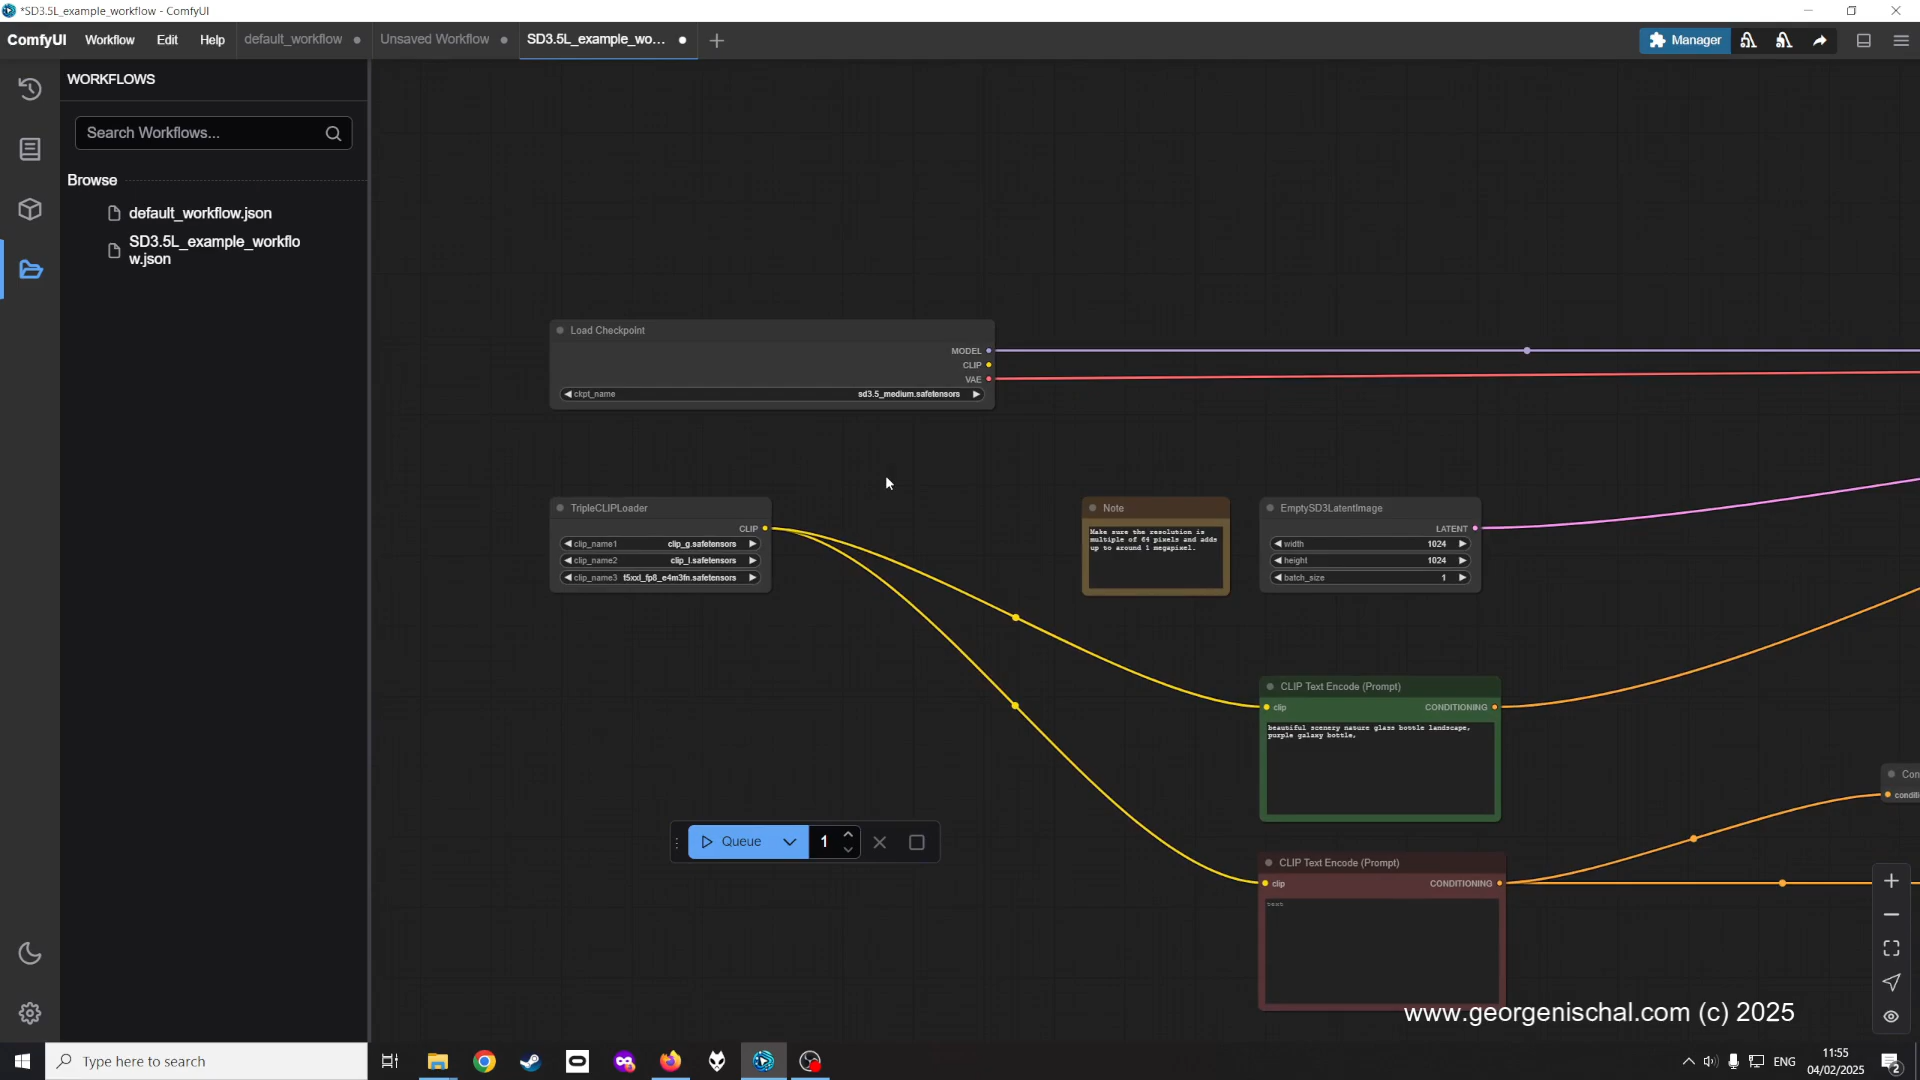 *SD3.5L_example_workflow - ComfyUI
ComfyUI Workflow Edit Help default_workflow Unsaved Workflow SD3.5L_example_wo... Manager
WORKFLOWS
Search Workflows...
Browse
default_workflow.json
SD3.5L_example_workflo
w.json
Load Checkpoint
MODEL
CLIP
VAE
ckpt_name sd3.5_medium.safetensors
TripleCLIPLoader
CLIP
clip_name1 clip_g.safetensors
clip_name2 clip_l.safetensors
clip_name3 t5xxl_fp8_e4m3fn.safetensors
Note
Make sure the resolution is
multiple of 64 pixels and adds
up to around 1 megapixel.
EmptySD3LatentImage
LATENT
width 1024
height 1024
batch_size 1
CLIP Text Encode (Prompt)
clip CONDITIONING
beautiful scenery nature glass bottle landscape,
purple galaxy bottle,
Con
conditi
Queue 1
CLIP Text Encode (Prompt)
clip CONDITIONING
text
www.georgenischal.com (c) 2025
Type here to search
ENG
11:55
04/02/2025
2